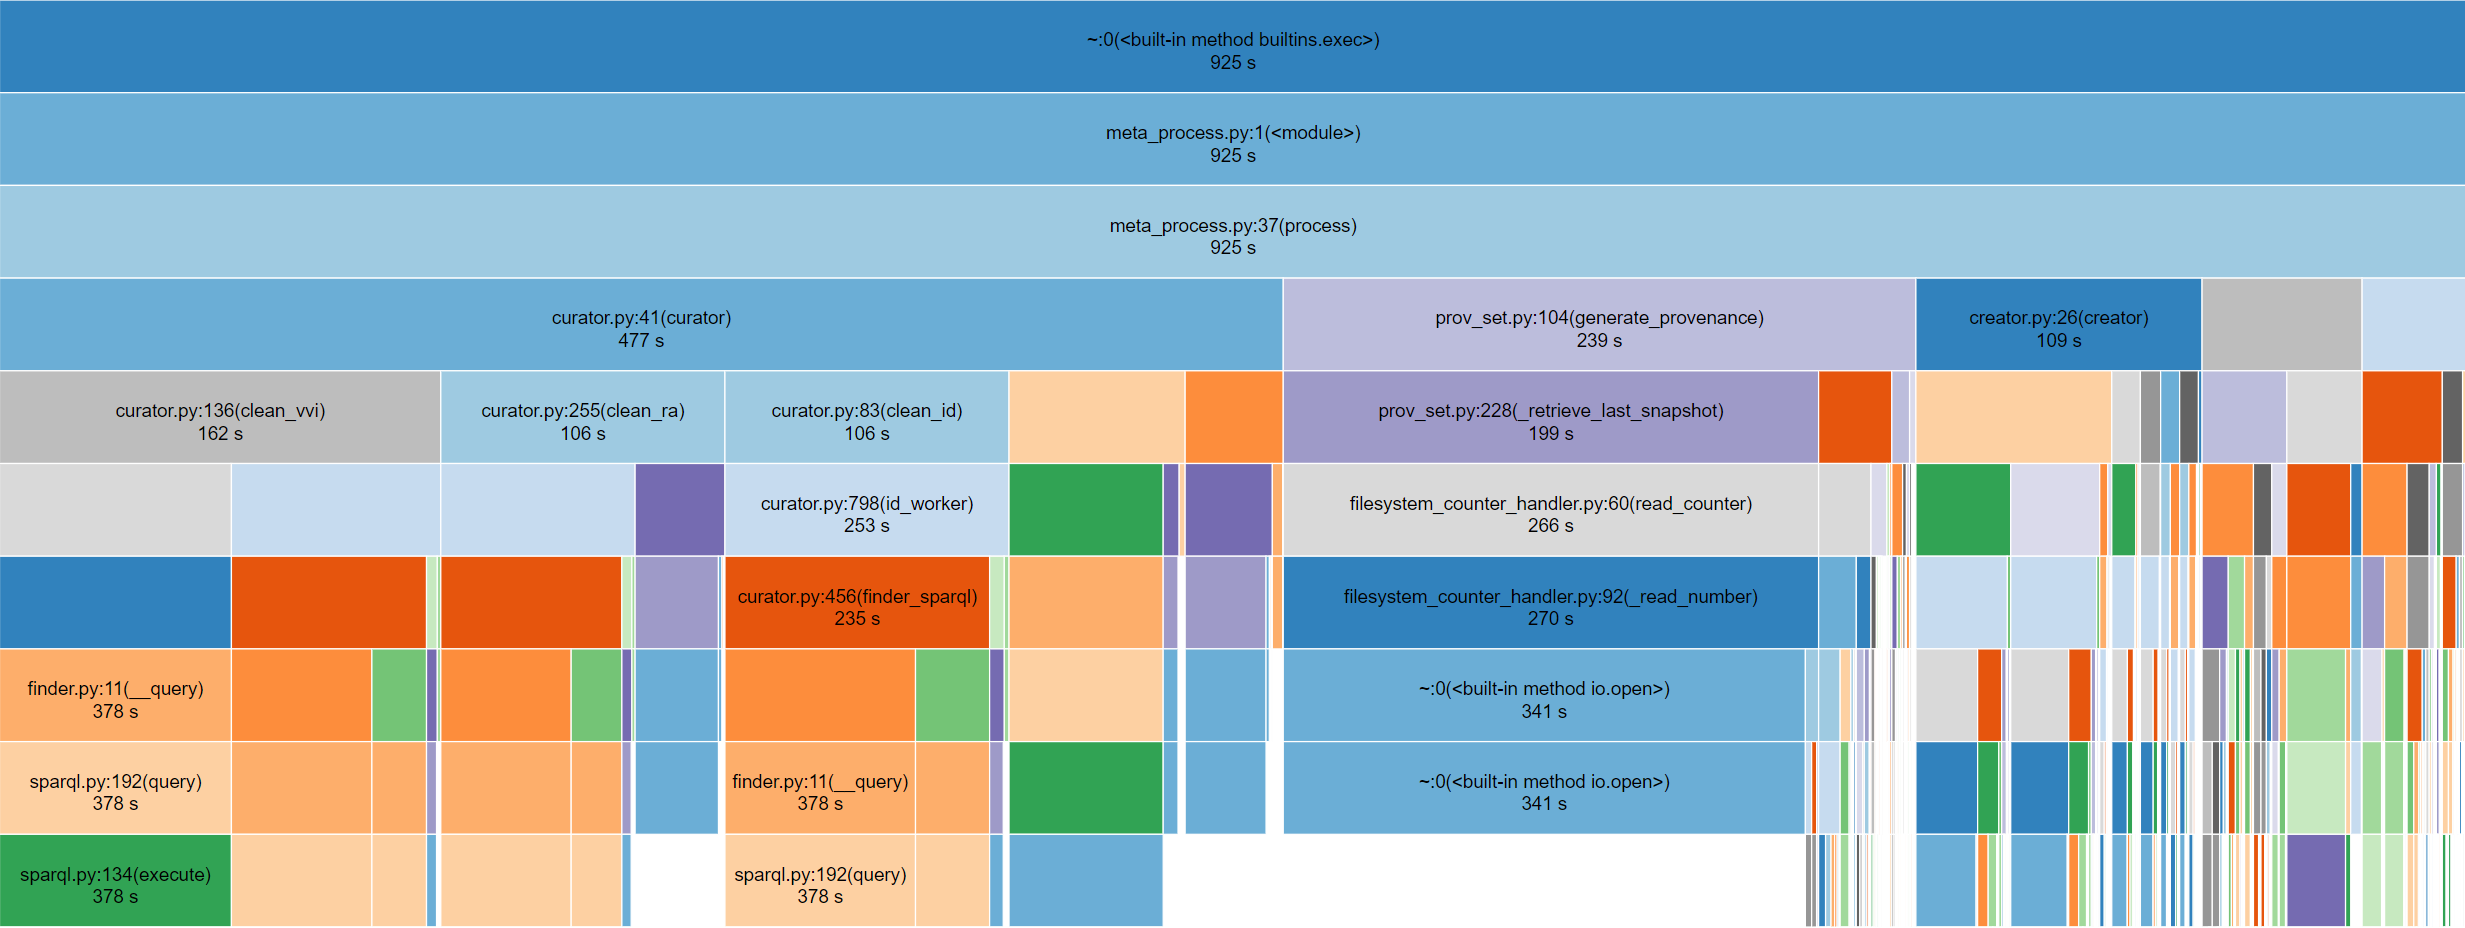 ~:0(<built-in method builtins.exec>)
925 s
meta_process.py:1(<module>)
925 s
meta_process.py:37(process)
925 s
curator.py:41(curator)
477 s
prov_set.py:104(generate_provenance)
239 s
creator.py:26(creator)
109 s
curator.py:136(clean_vvi)
162 s
curator.py:255(clean_ra)
106 s
curator.py:83(clean_id)
106 s
prov_set.py:228(_retrieve_last_snapshot)
199 s
curator.py:798(id_worker)
253 s
filesystem_counter_handler.py:60(read_counter)
266 s
curator.py:456(finder_sparql)
235 s
filesystem_counter_handler.py:92(_read_number)
270 s
finder.py:11(__query)
378 s
~:0(<built-in method io.open>)
341 s
sparql.py:192(query)
378 s
finder.py:11(__query)
378 s
~:0(<built-in method io.open>)
341 s
sparql.py:134(execute)
378 s
sparql.py:192(query)
378 s